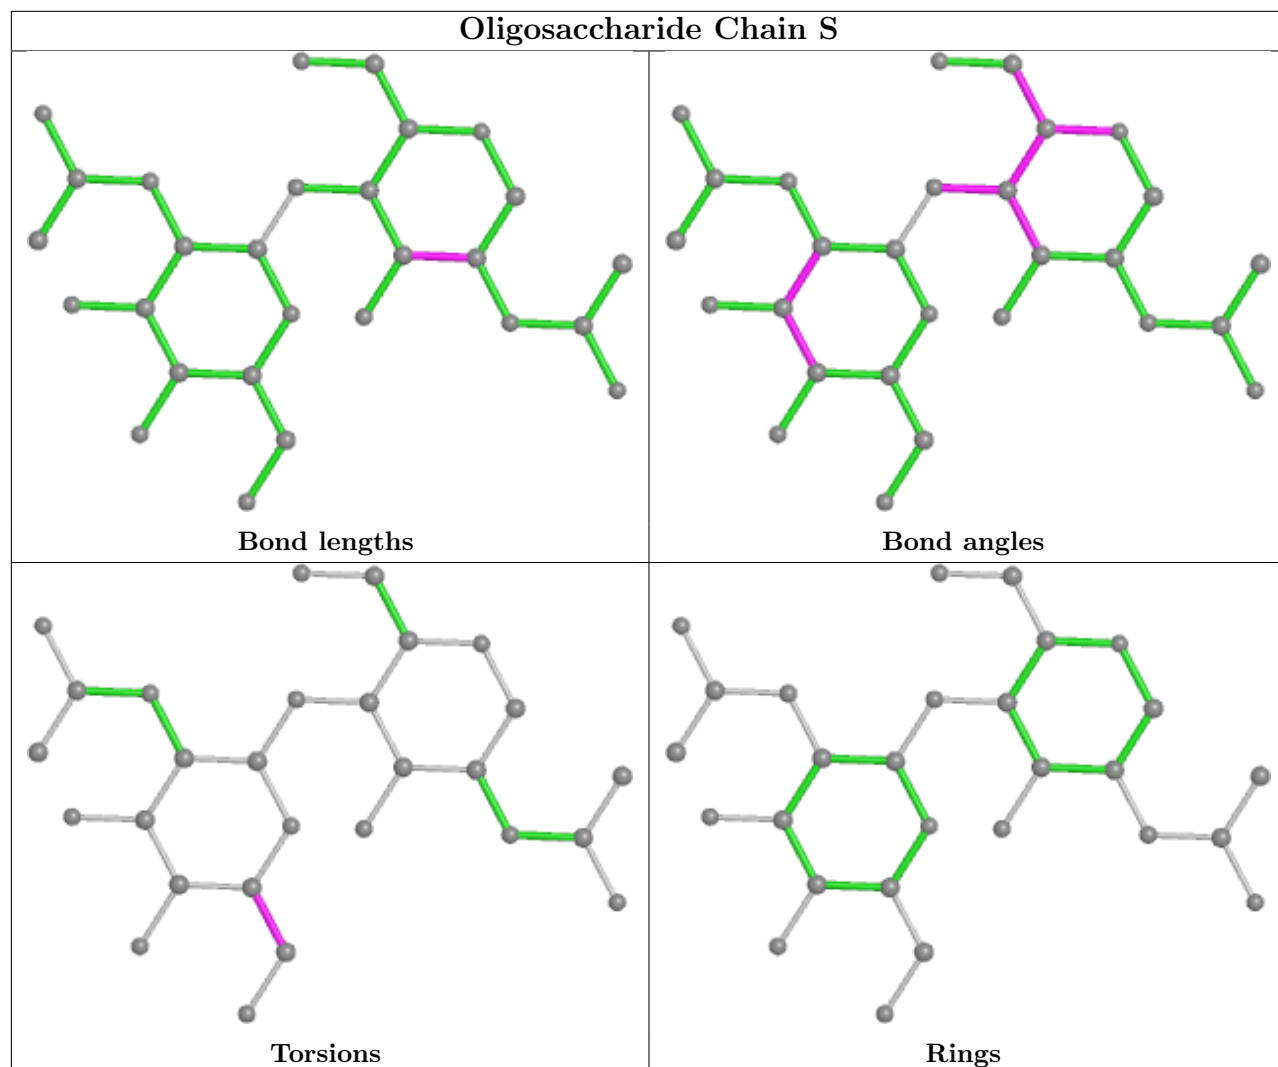 Oligosaccharide Chain S
Bond lengths
Bond angles
Torsions
Rings